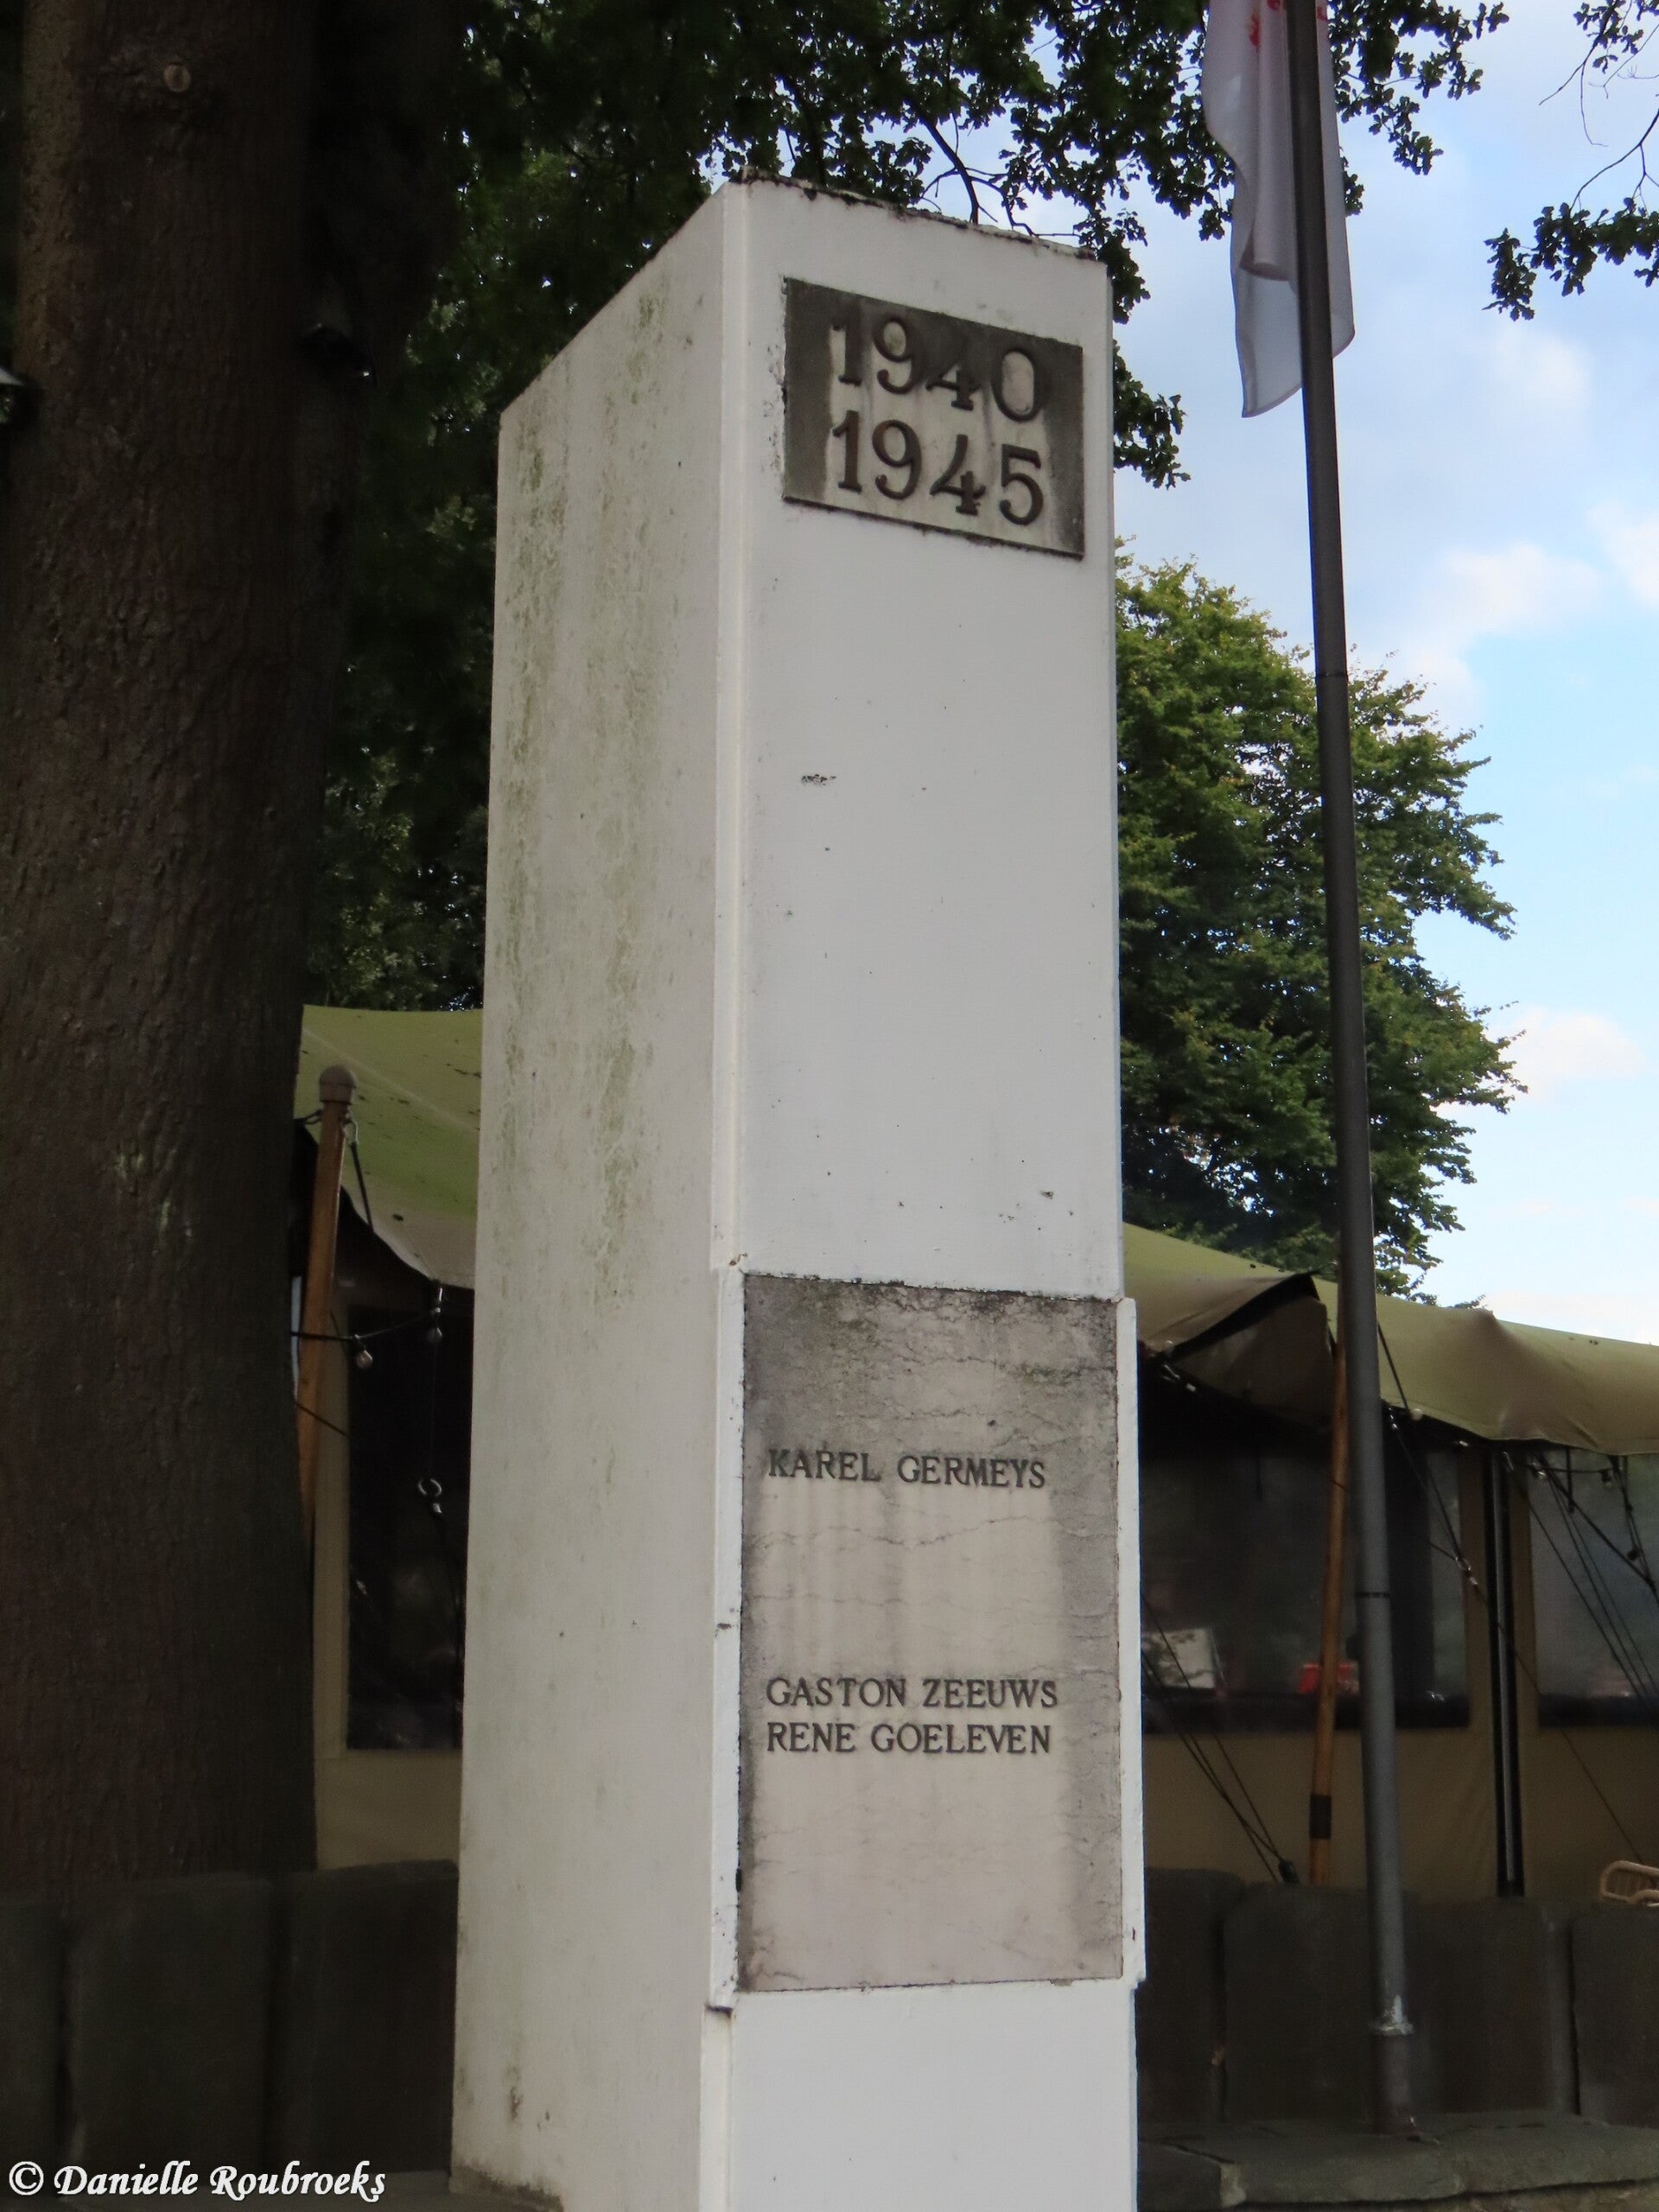 1940
1945
KAREL GERMEYS
GASTON ZEEUWS
RENE GOELEVEN
© Danielle Roubroeks